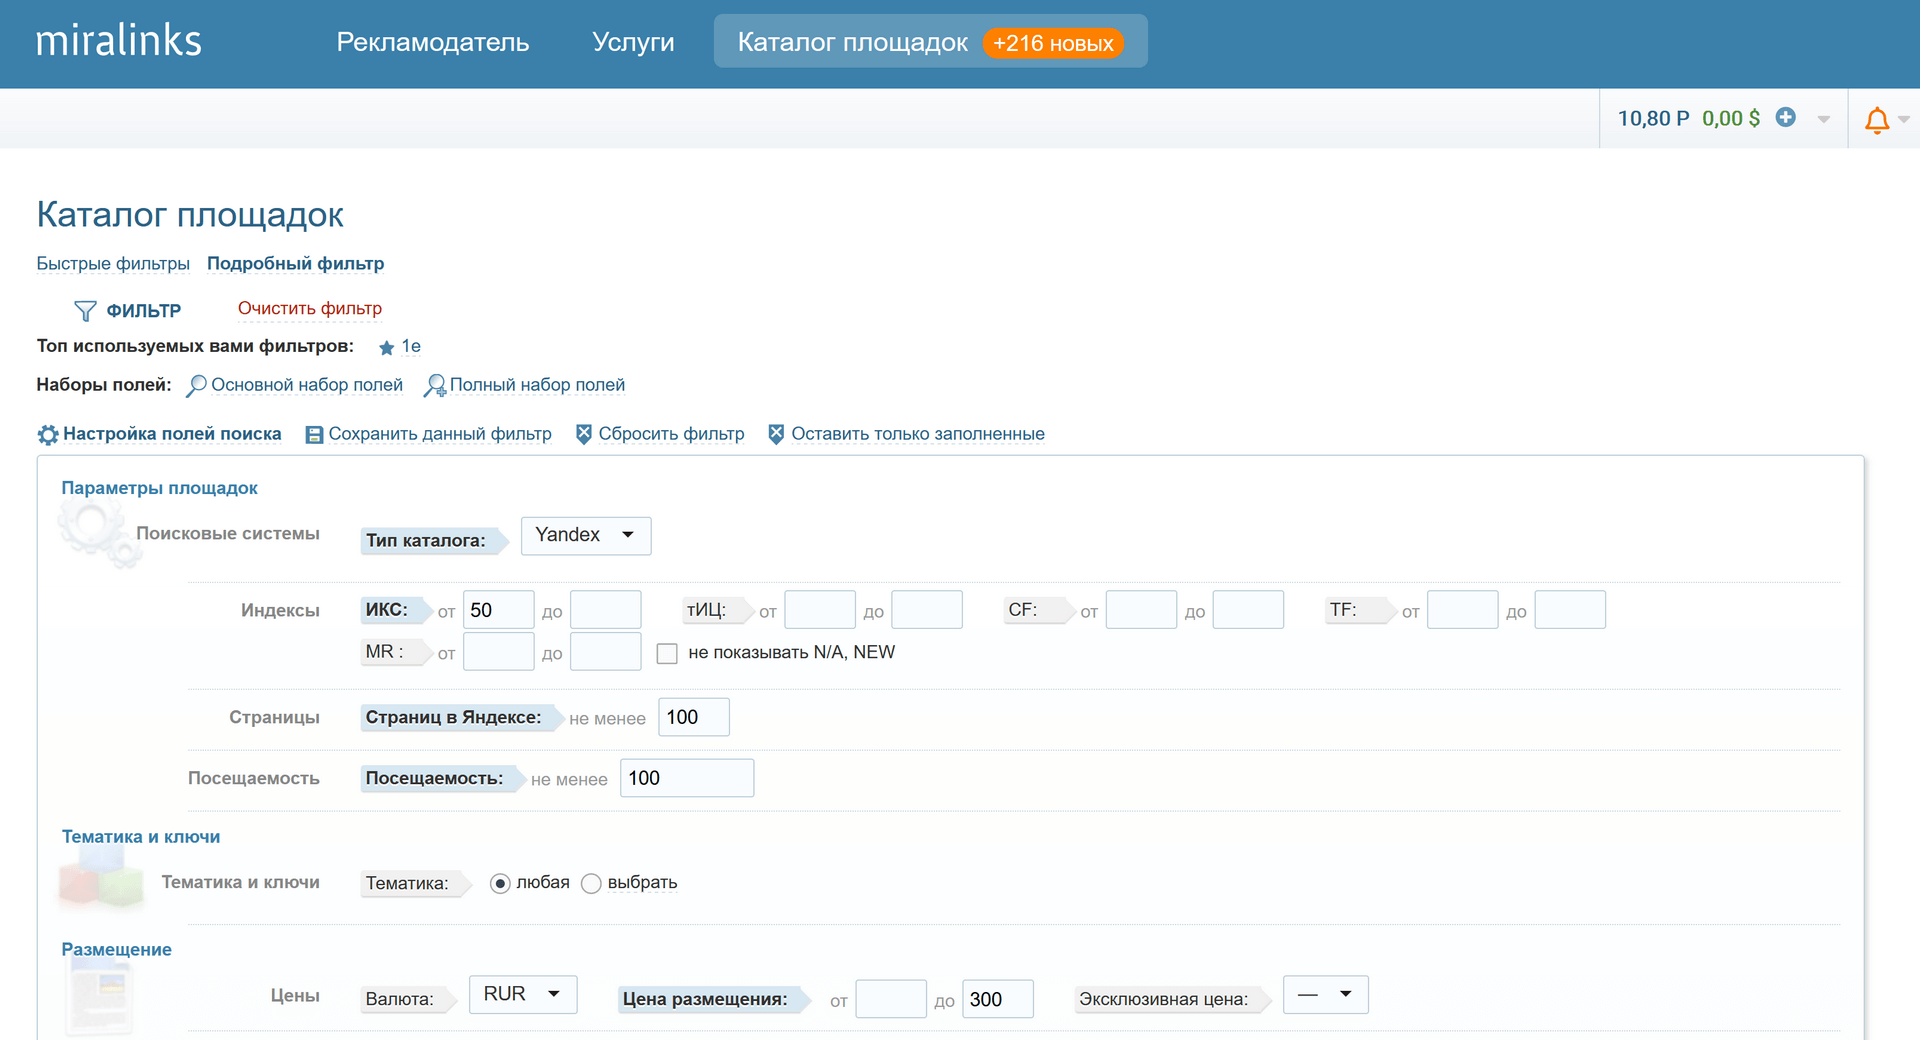 miralinks Рекламодатель Услуги Каталог площадок +216 новых
10,80 Р 0,00 $
Каталог площадок
Быстрые фильтры Подробный фильтр
ФИЛЬТР Очистить фильтр
Топ используемых вами фильтров: 1е
Наборы полей: Основной набор полей Полный набор полей
Настройка полей поиска Сохранить данный фильтр Сбросить фильтр Оставить только заполненные
Параметры площадок
Поисковые системы Тип каталога: Yandex
Индексы ИКС: от 50 до тИЦ: от до CF: от до TF: от до
MR : от до не показывать N/A, NEW
Страницы Страниц в Яндексе: не менее 100
Посещаемость Посещаемость: не менее 100
Тематика и ключи
Тематика и ключи Тематика: любая выбрать
Размещение
Цены Валюта: RUR Цена размещения: от до 300 Эксклюзивная цена: —